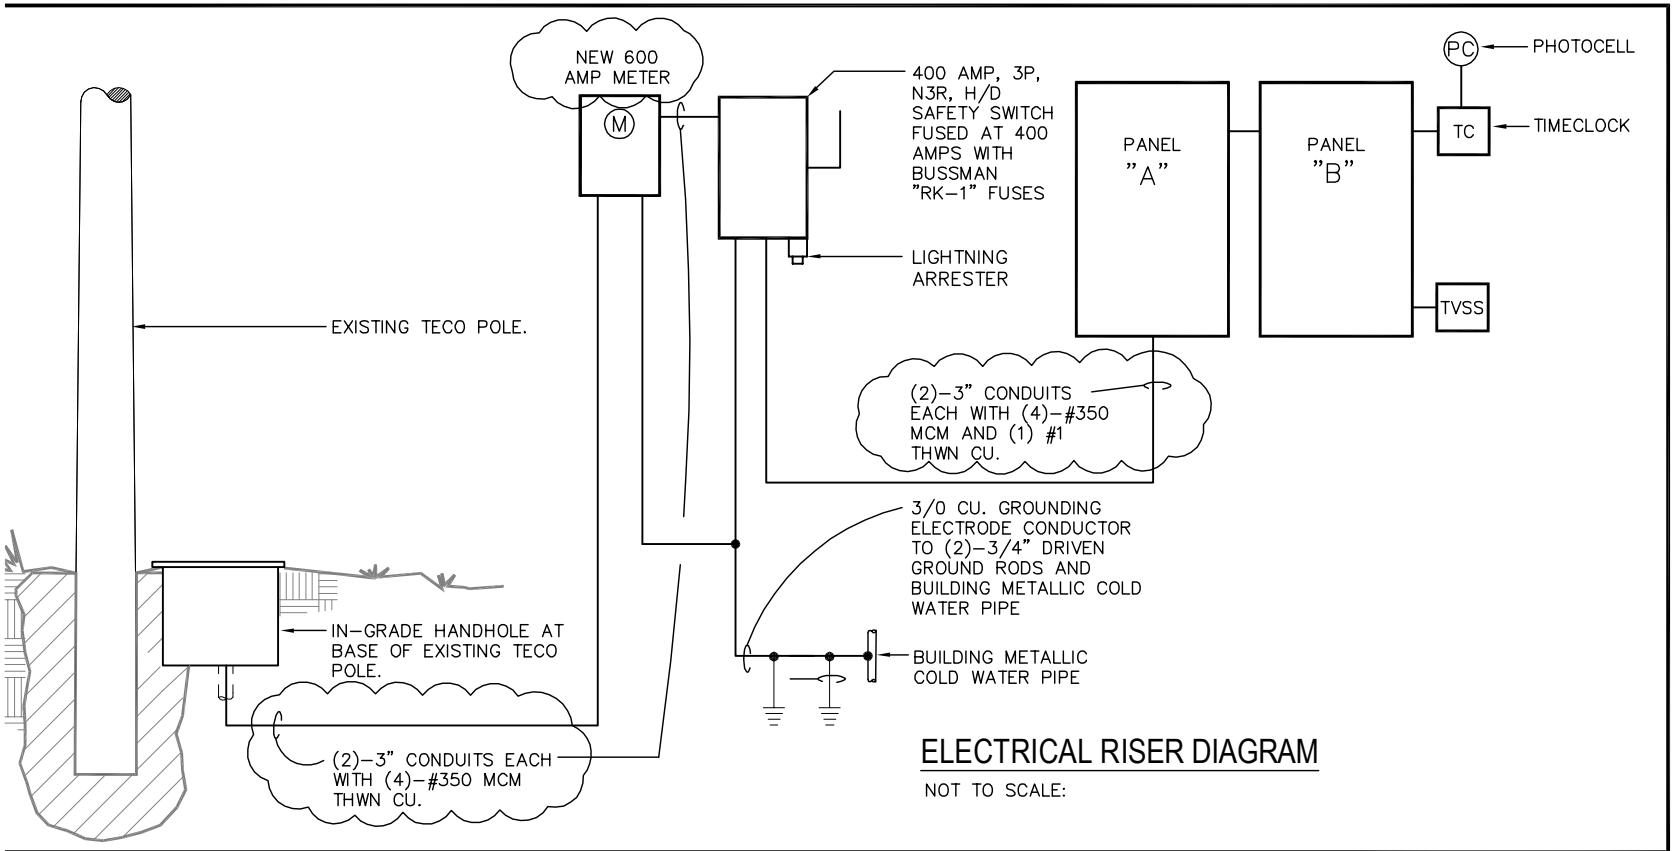 NEW 600
AMP METER
M
400 AMP, 3P,
N3R, H/D
SAFETY SWITCH
FUSED AT 400
AMPS WITH
BUSSMAN
"RK-1" FUSES
LIGHTNING
ARRESTER
PANEL
"A"
PANEL
"B"
PC
PHOTOCELL
TC
TIMECLOCK
TVSS
EXISTING TECO POLE.
(2)-3" CONDUITS
EACH WITH (4)-#350
MCM AND (1) #1
THWN CU.
3/0 CU. GROUNDING
ELECTRODE CONDUCTOR
TO (2)-3/4" DRIVEN
GROUND RODS AND
BUILDING METALLIC COLD
WATER PIPE
IN-GRADE HANDHOLE AT
BASE OF EXISTING TECO
POLE.
BUILDING METALLIC
COLD WATER PIPE
(2)-3" CONDUITS EACH
WITH (4)-#350 MCM
THWN CU.
ELECTRICAL RISER DIAGRAM
NOT TO SCALE: